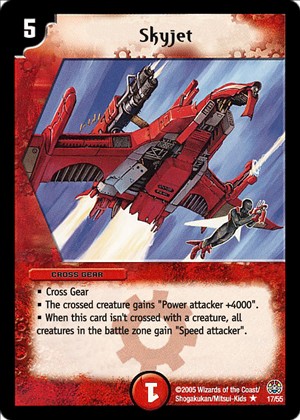 5
Skyjet
CROSS GEAR
▪ Cross Gear
▪ The crossed creature gains "Power attacker +4000".
▪ When this card isn't crossed with a creature, all
creatures in the battle zone gain "Speed attacker".
1
©2005 Wizards of the Coast/
Shogakukan/Mitsui-Kids ★ 17/55